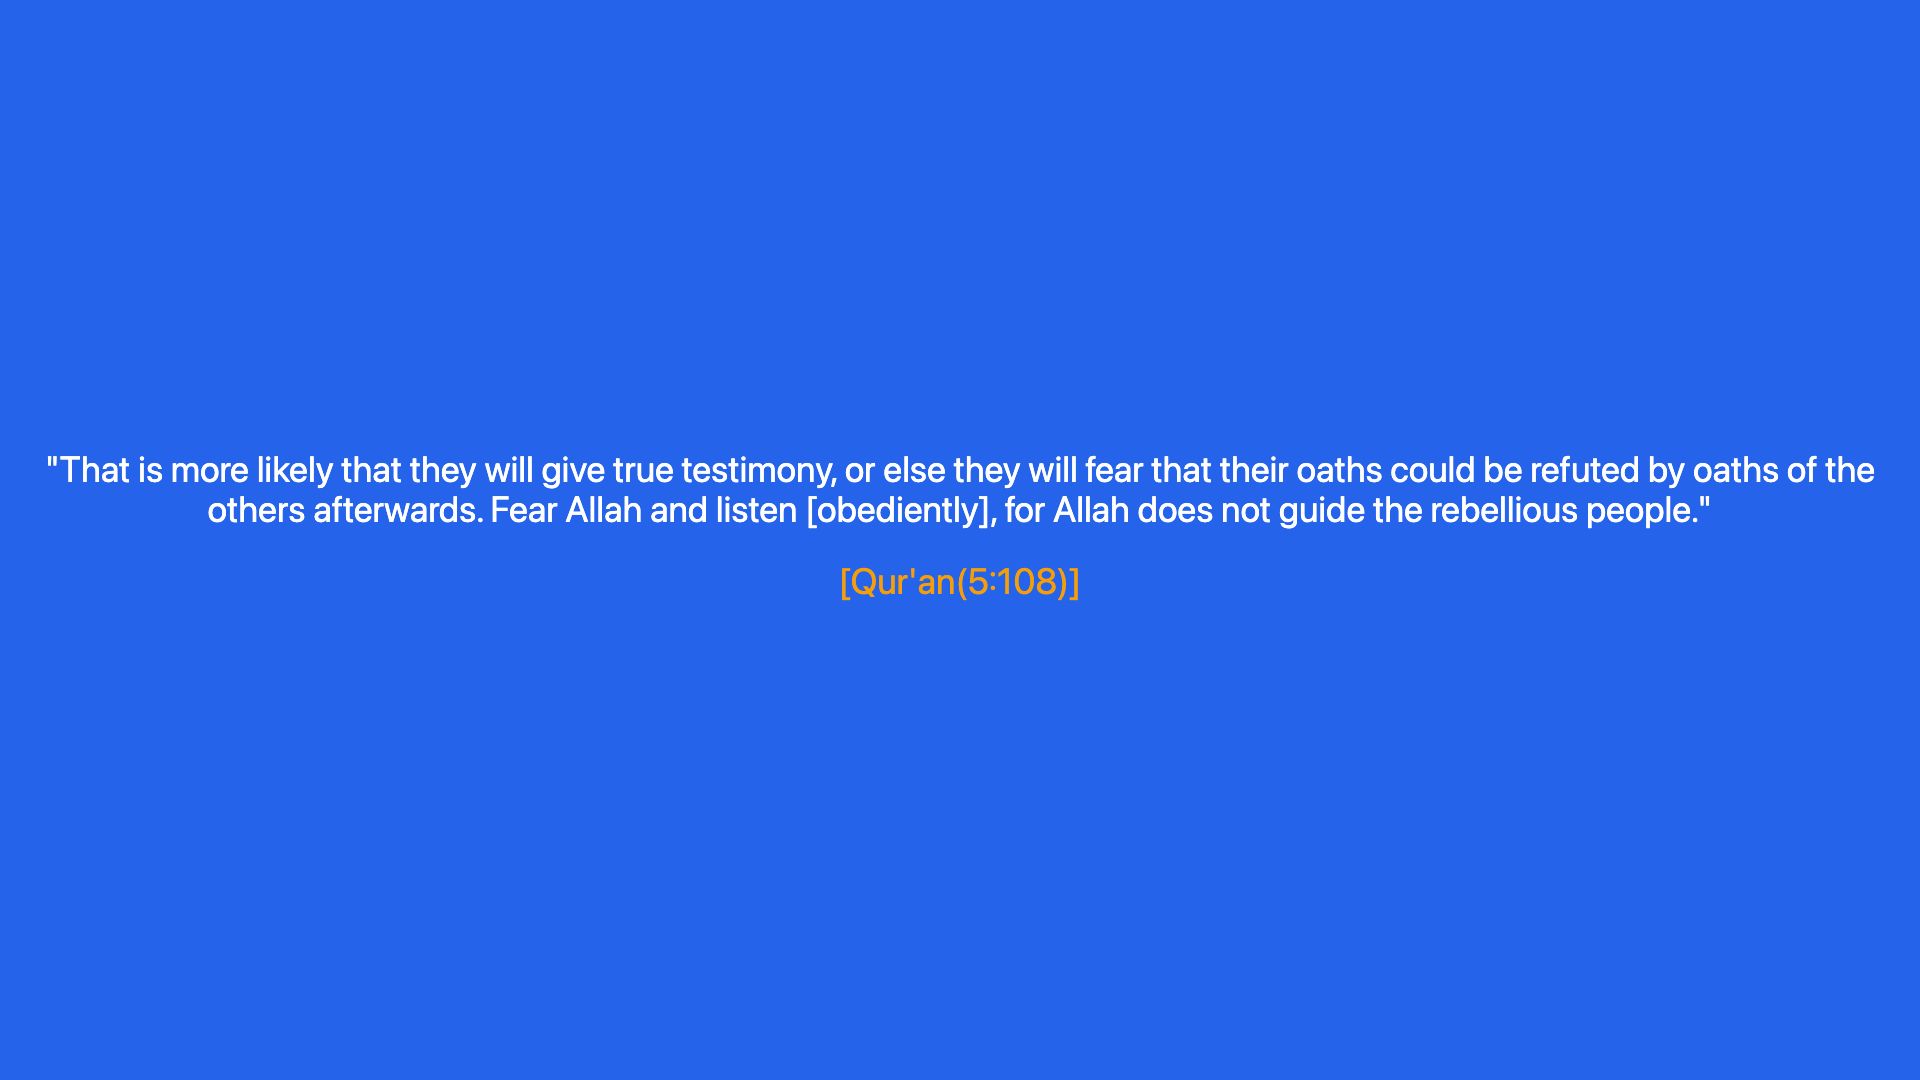 "That is more likely that they will give true testimony, or else they will fear that their oaths could be refuted by oaths of the
others afterwards. Fear Allah and listen [obediently], for Allah does not guide the rebellious people."
[Qur'an(5:108)]